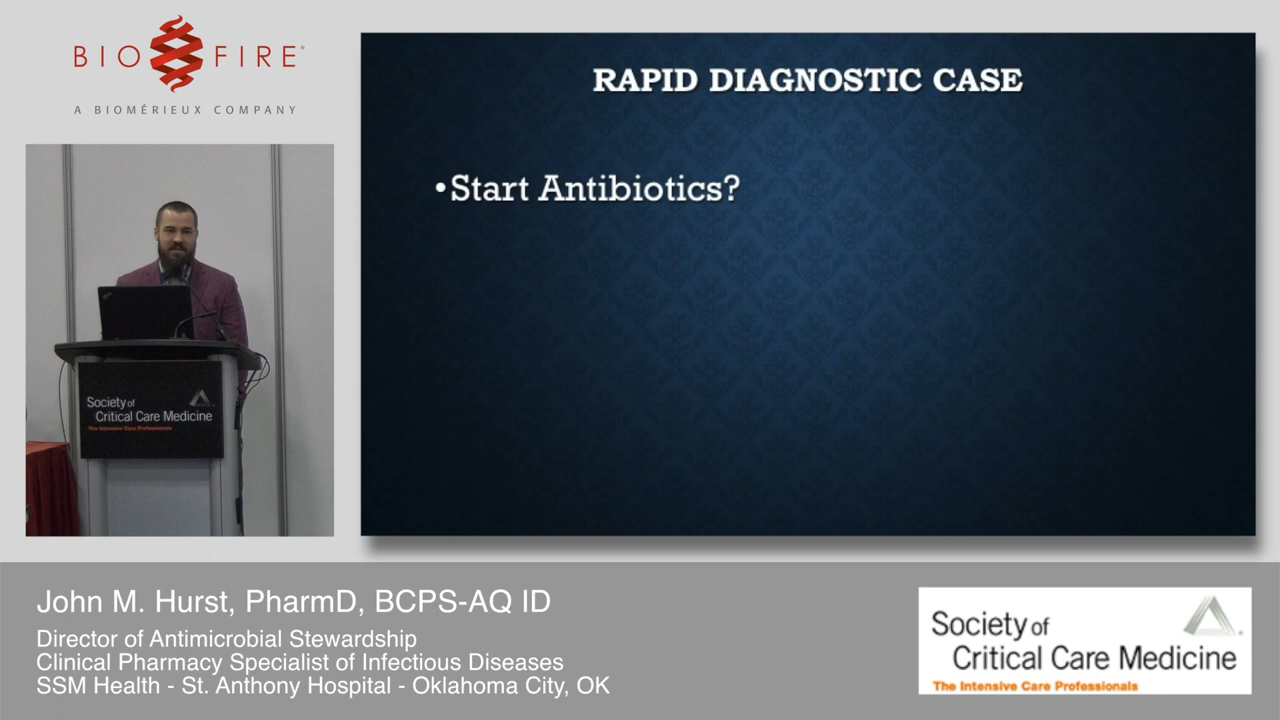 BIO FIRE
A BIOMÉRIEUX COMPANY
RAPID DIAGNOSTIC CASE
•Start Antibiotics?
Society of
Critical Care Medicine
The Intensive Care Professionals
John M. Hurst, PharmD, BCPS-AQ ID
Director of Antimicrobial Stewardship
Clinical Pharmacy Specialist of Infectious Diseases
SSM Health - St. Anthony Hospital - Oklahoma City, OK
Society of
Critical Care Medicine
The Intensive Care Professionals